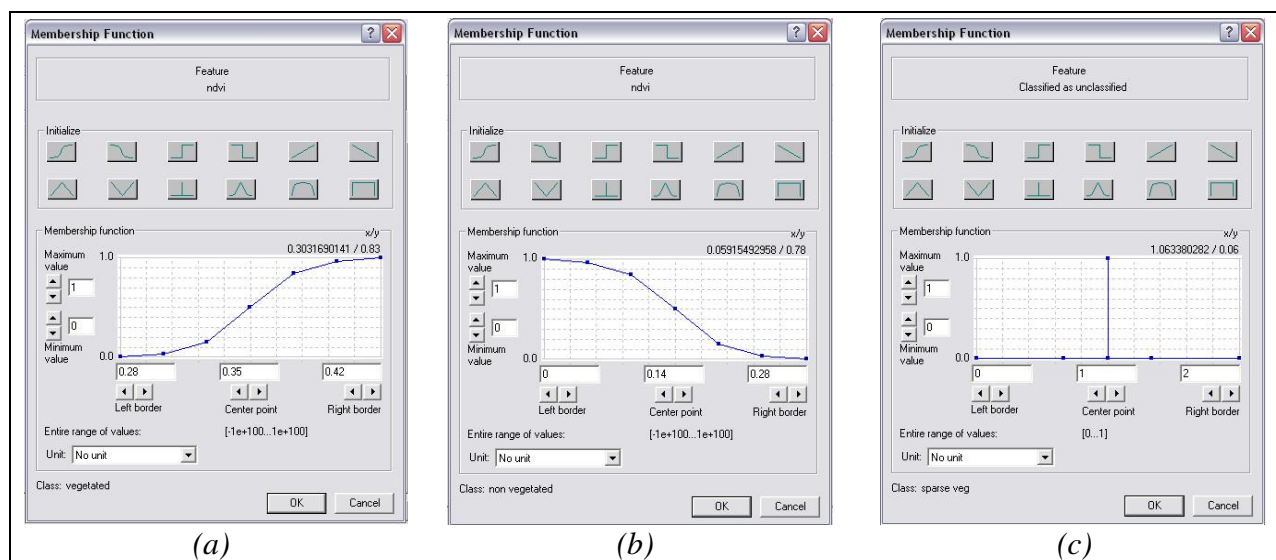 Membership Function
Feature
ndvi
Initialize
Membership function
x/y
Maximum
value
0.3031690141 / 0.83
1.0
1
0
Minimum
value
0.0
0.28
0.35
0.42
Left border
Center point
Right border
Entire range of values:
[-1e+100...1e+100]
Unit: No unit
Class: vegetated
OK
Cancel
(a)
Membership Function
Feature
ndvi
Initialize
Membership function
x/y
Maximum
value
0.05915492958 / 0.78
1.0
1
0
Minimum
value
0.0
0
0.14
0.28
Left border
Center point
Right border
Entire range of values:
[-1e+100...1e+100]
Unit: No unit
Class: non vegetated
OK
Cancel
(b)
Membership Function
Feature
Classified as unclassified
Initialize
Membership function
x/y
Maximum
value
1.063380282 / 0.06
1.0
1
0
Minimum
value
0.0
0
1
2
Left border
Center point
Right border
Entire range of values:
[0...1]
Unit: No unit
Class: sparse veg
OK
Cancel
(c)